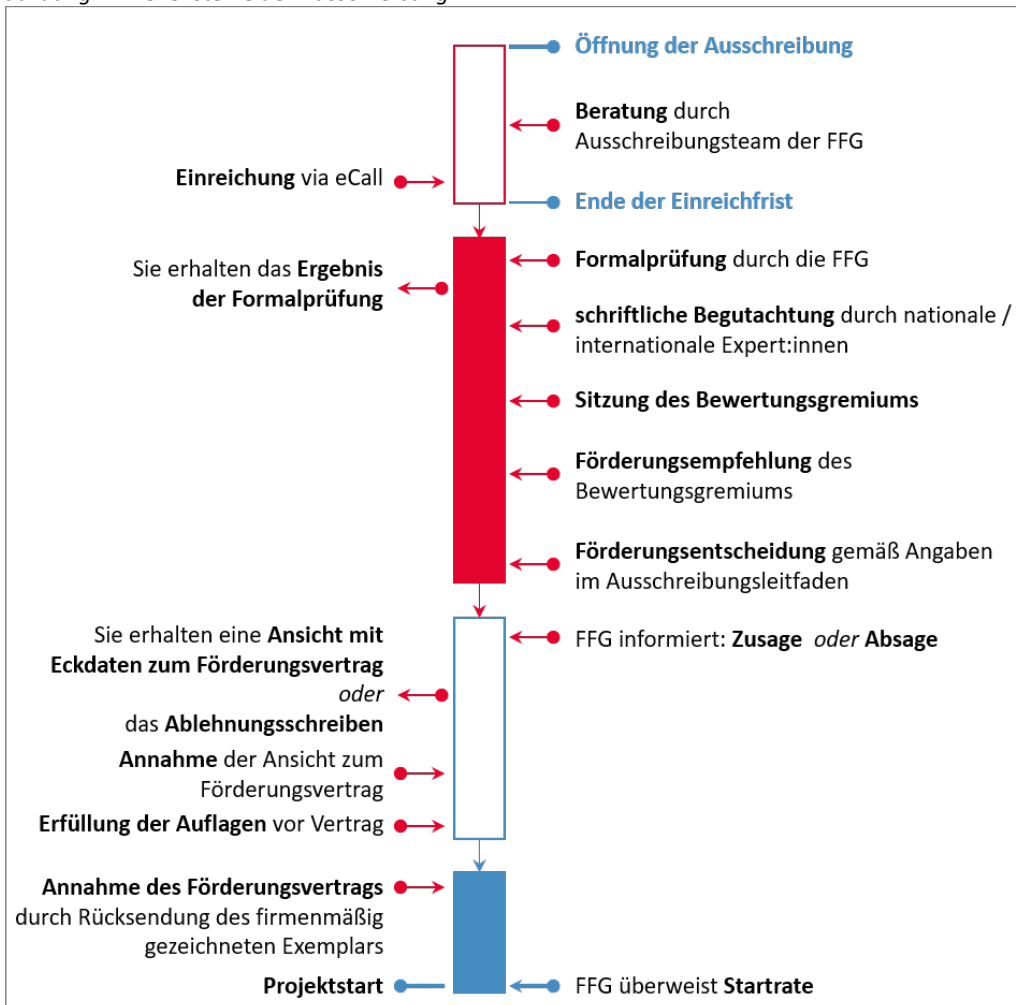 Öffnung der Ausschreibung
Beratung durch
Ausschreibungsteam der FFG
Einreichung via eCall
Ende der Einreichfrist
Formalprüfung durch die FFG
Sie erhalten das Ergebnis
der Formalprüfung
schriftliche Begutachtung durch nationale /
internationale Expert:innen
Sitzung des Bewertungsgremiums
Förderungsempfehlung des
Bewertungsgremiums
Förderungsentscheidung gemäß Angaben
im Ausschreibungsleitfaden
FFG informiert: Zusage oder Absage
Sie erhalten eine Ansicht mit
Eckdaten zum Förderungsvertrag
oder
das Ablehnungsschreiben
Annahme der Ansicht zum
Förderungsvertrag
Erfüllung der Auflagen vor Vertrag
Annahme des Förderungsvertrags
durch Rücksendung des firmenmäßig
gezeichneten Exemplars
Projektstart
FFG überweist Startrate